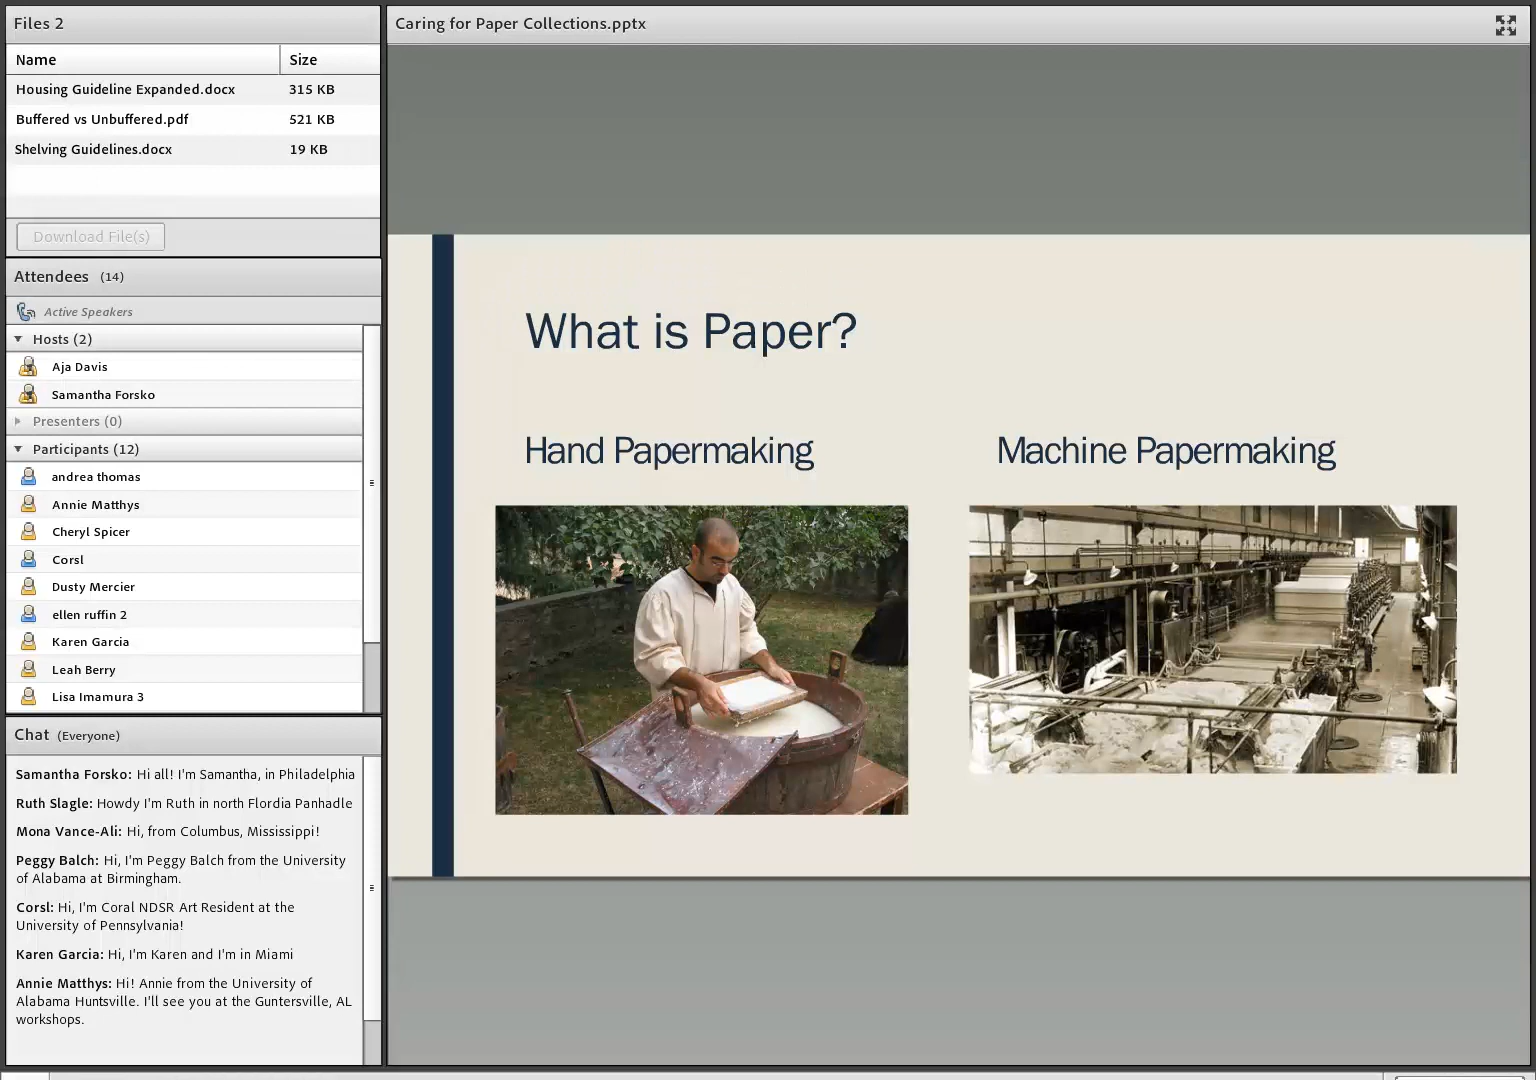 Files 2
Name Size
Housing Guideline Expanded.docx 315 KB
Buffered vs Unbuffered.pdf 521 KB
Shelving Guidelines.docx 19 KB
Download File(s)
Attendees (14)
Active Speakers
Hosts (2)
Aja Davis
Samantha Forsko
Presenters (0)
Participants (12)
andrea thomas
Annie Matthys
Cheryl Spicer
Corsl
Dusty Mercier
ellen ruffin 2
Karen Garcia
Leah Berry
Lisa Imamura 3
Chat (Everyone)
Samantha Forsko: Hi all! I'm Samantha, in Philadelphia
Ruth Slagle: Howdy I'm Ruth in north Flordia Panhadle
Mona Vance-Ali: Hi, from Columbus, Mississippi!
Peggy Balch: Hi, I'm Peggy Balch from the University
of Alabama at Birmingham.
Corsl: Hi, I'm Coral NDSR Art Resident at the
University of Pennsylvania!
Karen Garcia: Hi, I'm Karen and I'm in Miami
Annie Matthys: Hi! Annie from the University of
Alabama Huntsville. I'll see you at the Guntersville, AL
workshops.
Caring for Paper Collections.pptx
What is Paper?
Hand Papermaking
Machine Papermaking